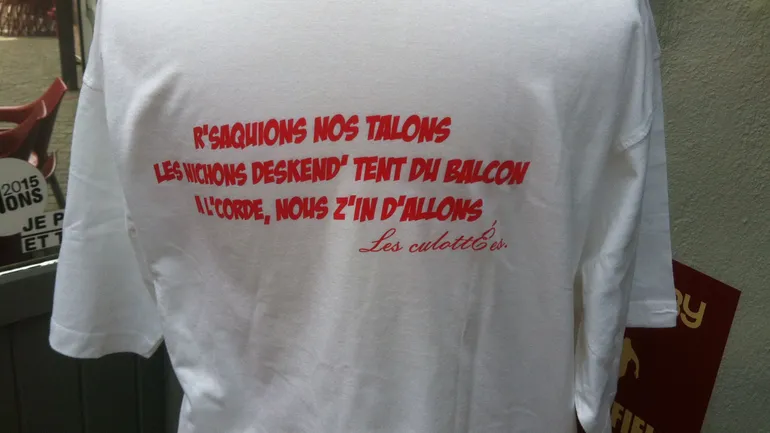 R'SAQUIONS NOS TALONS
LES NICHONS DESKEND' TENT DU BALCON
A L'CORDE, NOUS Z'IN D'ALLONS
Les culottÉes.
2015
ONS
JE P
ET T